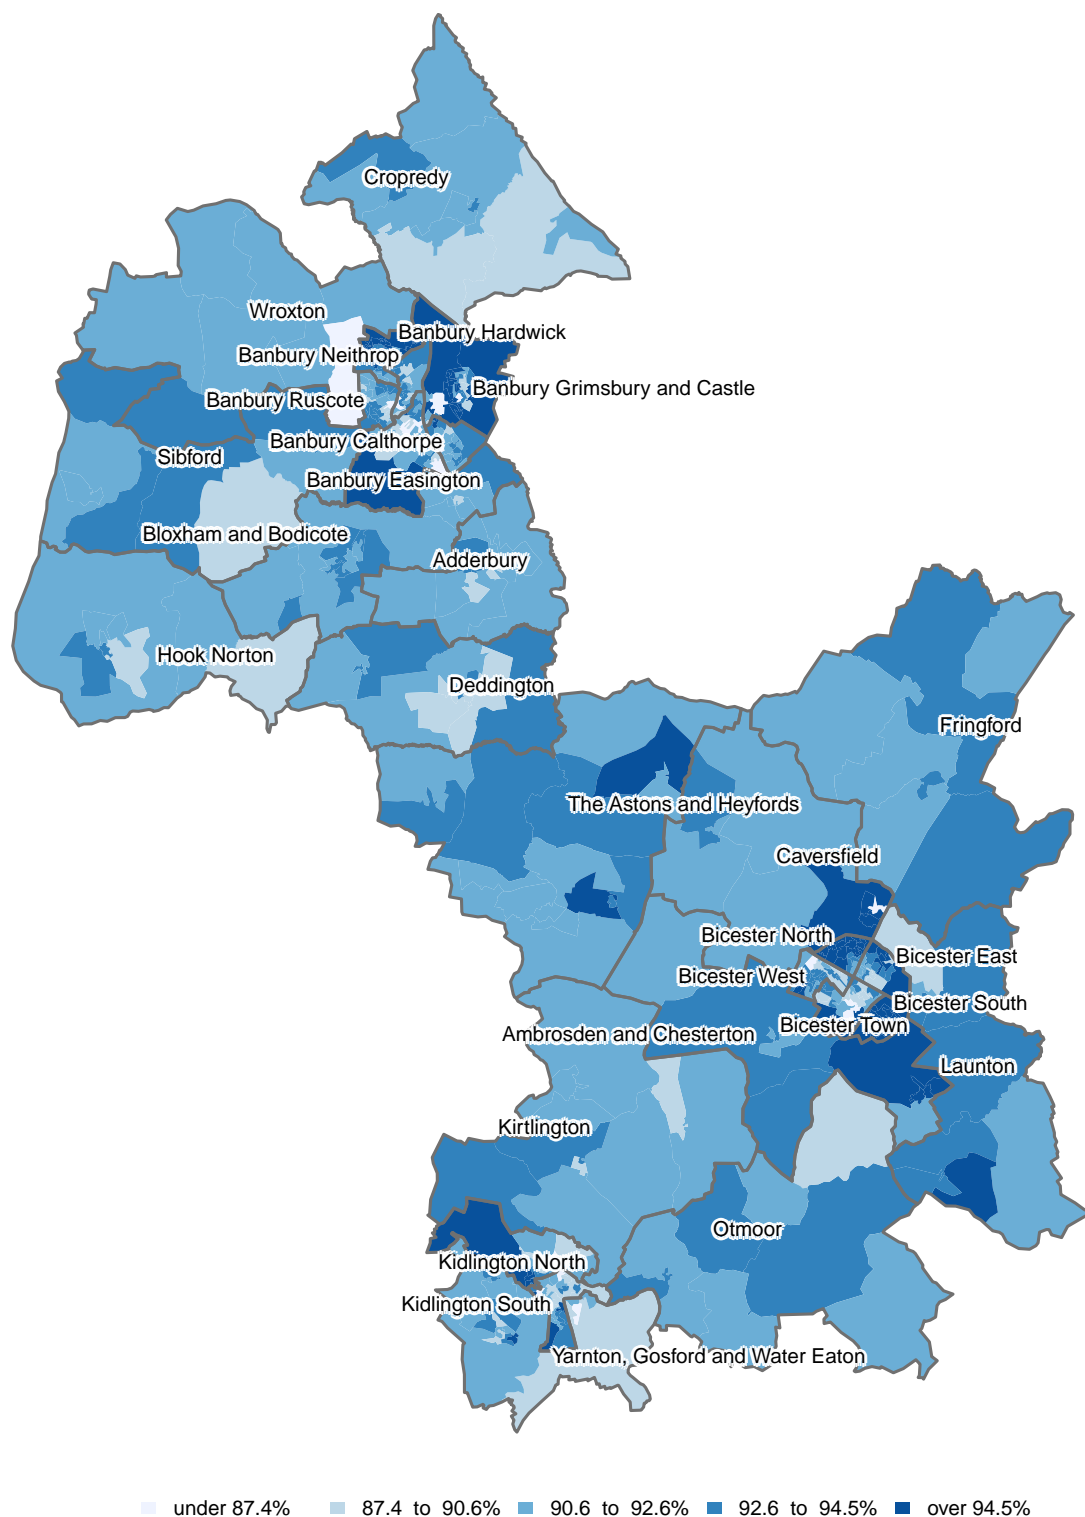 Cropredy
Wroxton
Banbury Hardwick
Banbury Neithrop
Banbury Grimsbury and Castle
Banbury Ruscote
Banbury Calthorpe
Sibford
Banbury Easington
Bloxham and Bodicote
Adderbury
Hook Norton
Deddington
Fringford
The Astons and Heyfords
Caversfield
Bicester North
Bicester East
Bicester West
Bicester South
Bicester Town
Ambrosden and Chesterton
Launton
Kirtlington
Otmoor
Kidlington North
Kidlington South
Yarnton, Gosford and Water Eaton
under 87.4% 87.4 to 90.6% 90.6 to 92.6% 92.6 to 94.5% over 94.5%